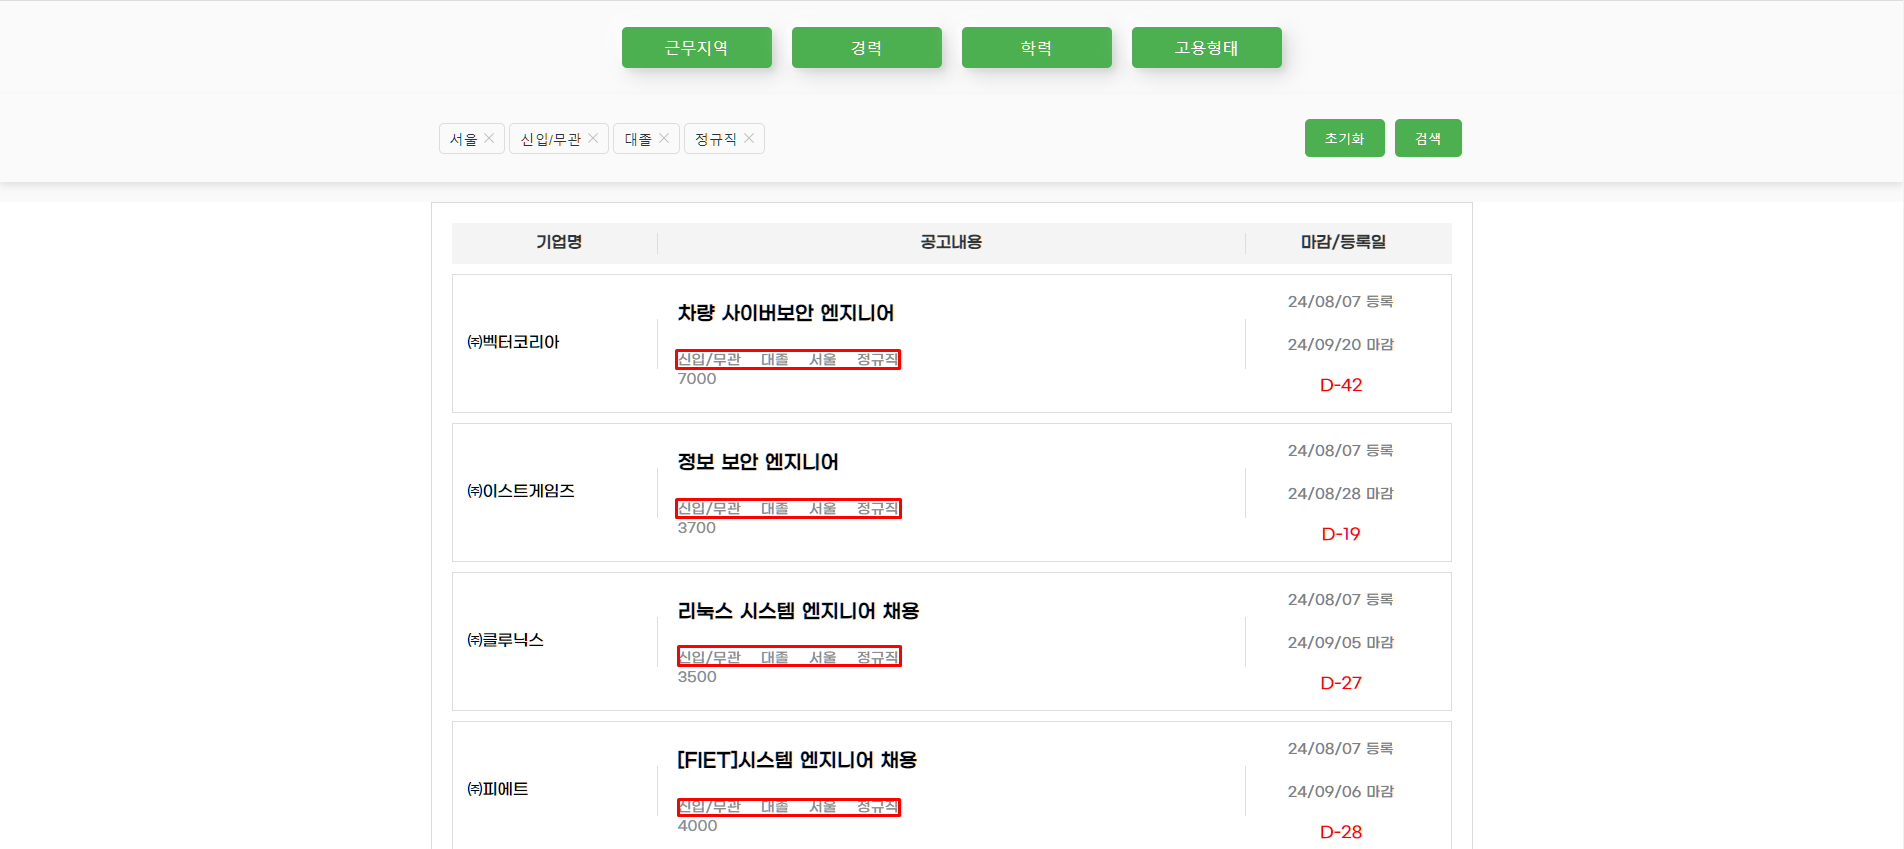 근무지역 경력 학력 고용형태
서울 신입/무관 대졸 정규직 초기화 검색
기업명 공고내용 마감/등록일
㈜벡터코리아
차량 사이버보안 엔지니어
신입/무관 대졸 서울 정규직
7000
24/08/07 등록
24/09/20 마감
D-42
㈜이스트게임즈
정보 보안 엔지니어
신입/무관 대졸 서울 정규직
3700
24/08/07 등록
24/08/28 마감
D-19
㈜클루닉스
리눅스 시스템 엔지니어 채용
신입/무관 대졸 서울 정규직
3500
24/08/07 등록
24/09/05 마감
D-27
㈜피에트
[FIET]시스템 엔지니어 채용
신입/무관 대졸 서울 정규직
4000
24/08/07 등록
24/09/06 마감
D-28